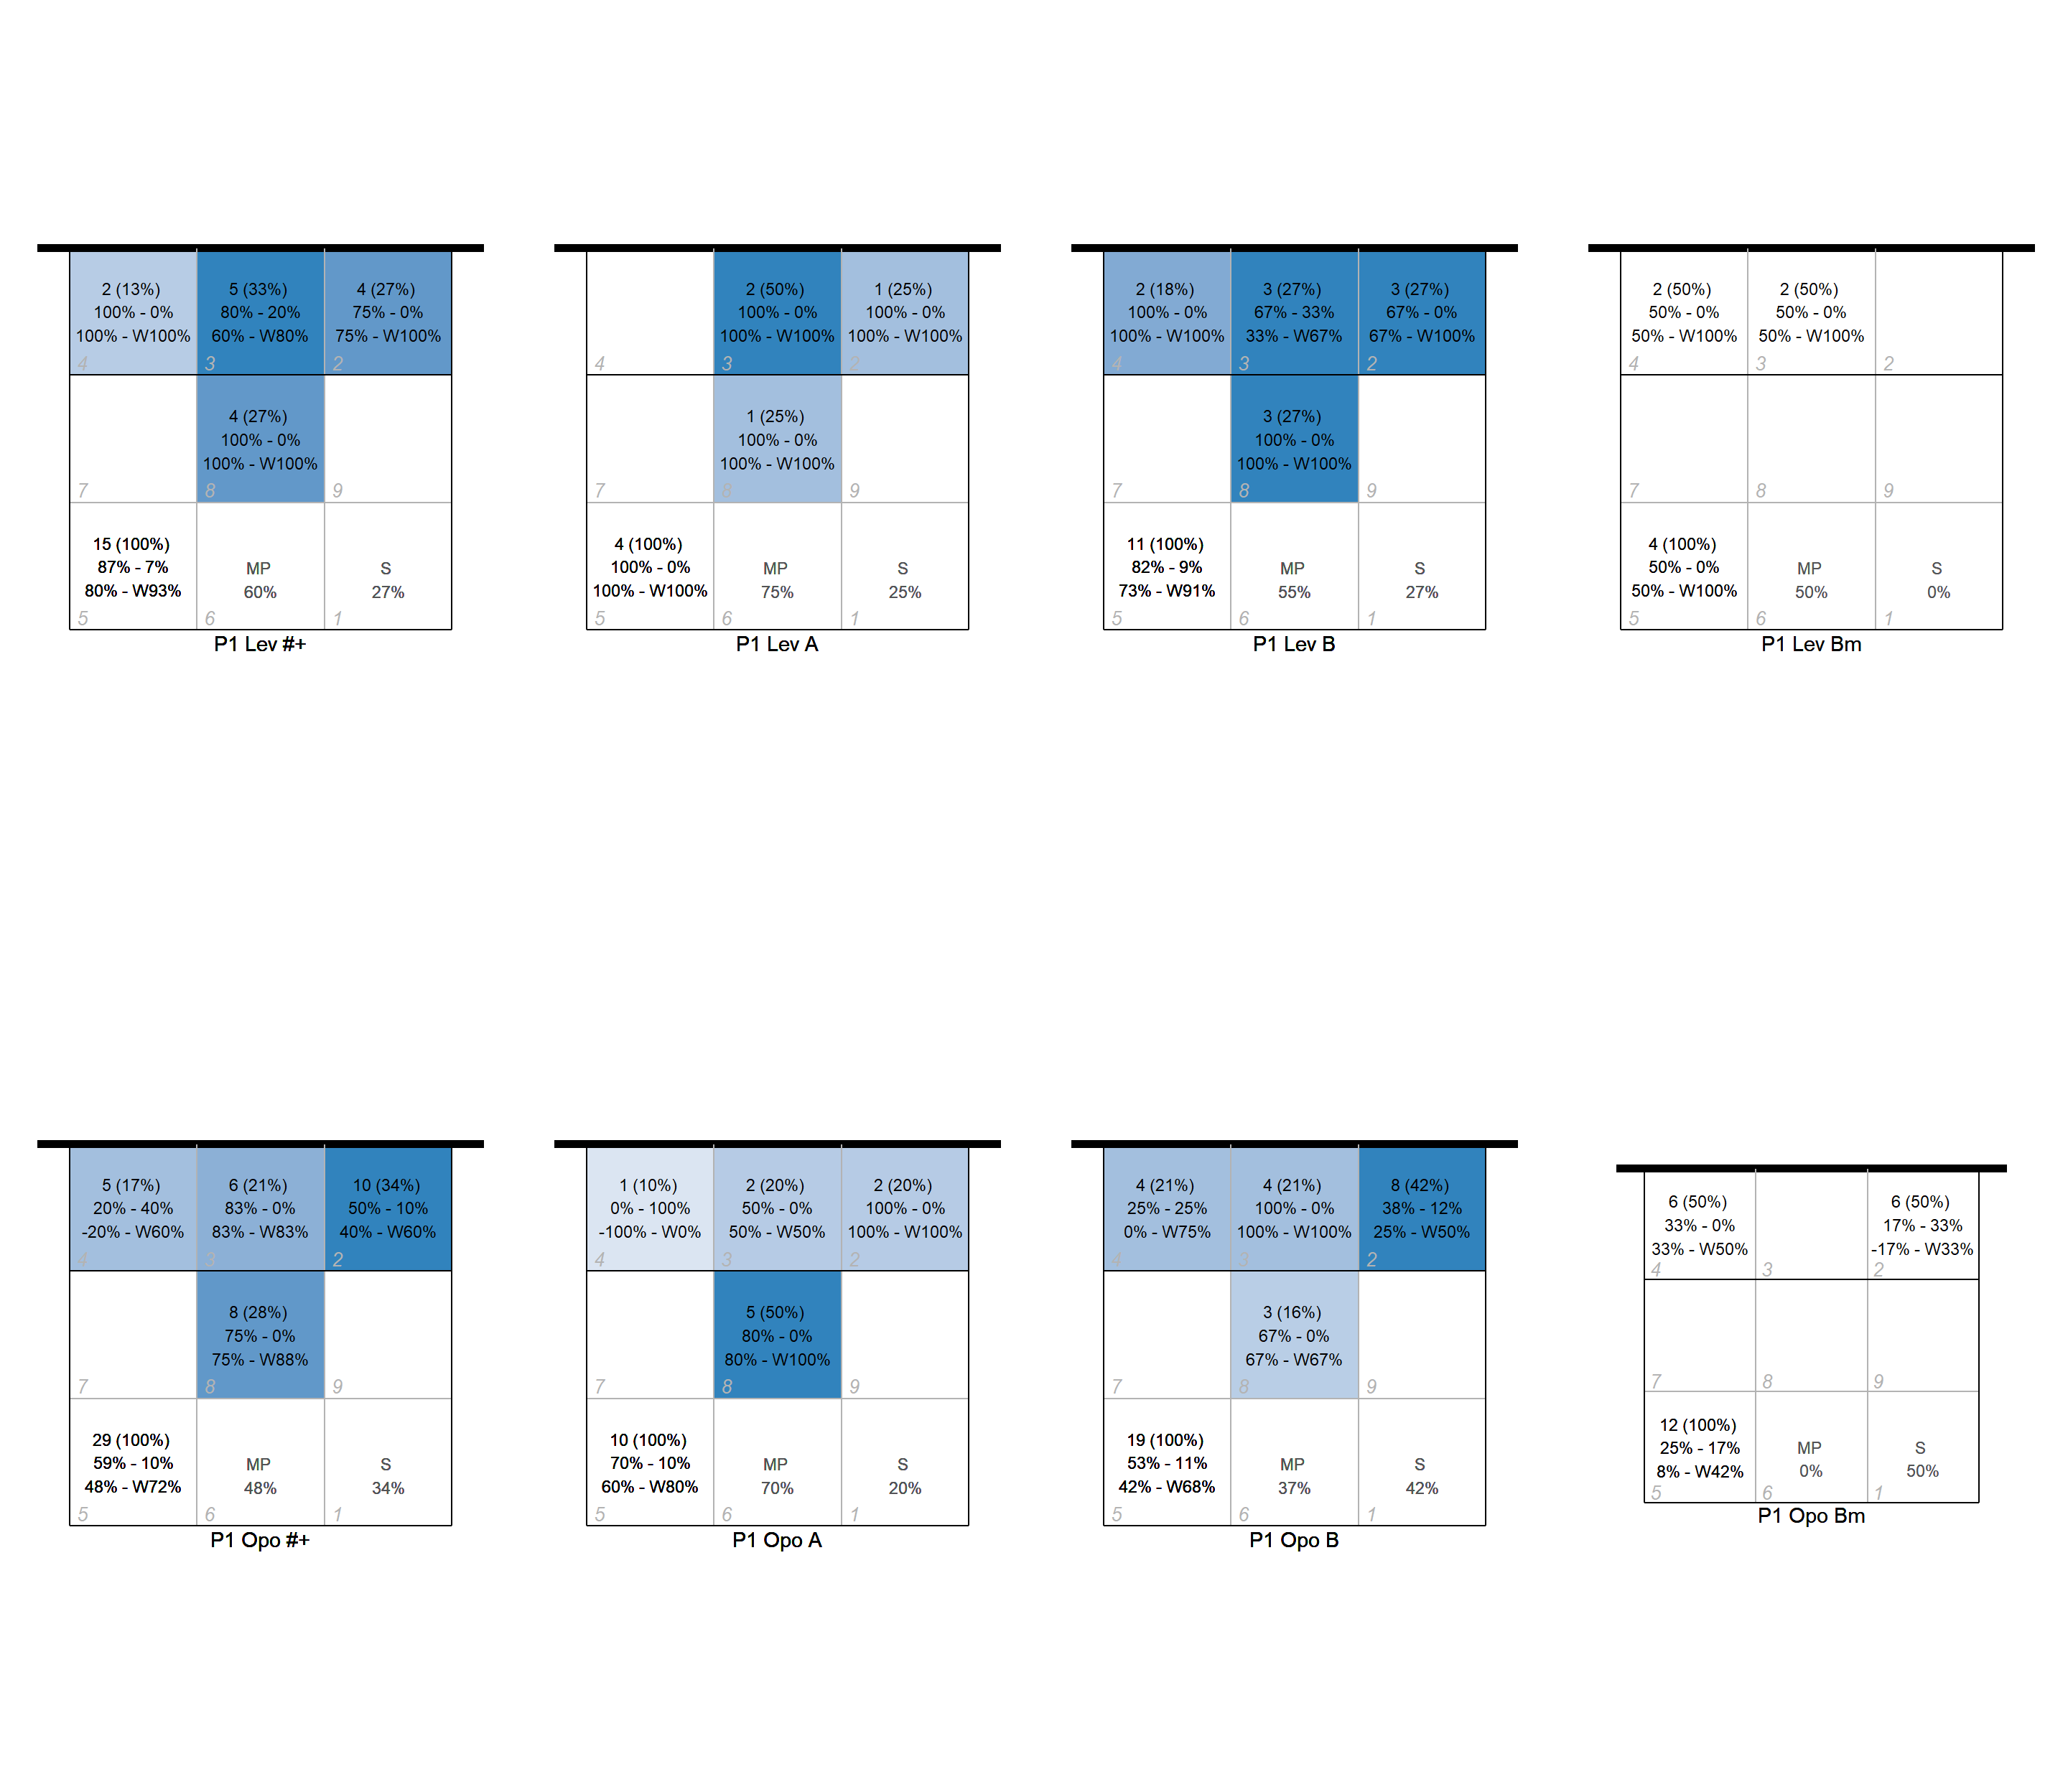 2 (13%)
100% - 0%
100% - W100%
4
5 (33%)
80% - 20%
60% - W80%
3
4 (27%)
75% - 0%
75% - W100%
2
7
4 (27%)
100% - 0%
100% - W100%
8
9
15 (100%)
87% - 7%
80% - W93%
5
MP
60%
6
S
27%
1
P1 Lev #+
4
2 (50%)
100% - 0%
100% - W100%
3
1 (25%)
100% - 0%
100% - W100%
2
7
1 (25%)
100% - 0%
100% - W100%
8
9
4 (100%)
100% - 0%
100% - W100%
5
MP
75%
6
S
25%
1
P1 Lev A
2 (18%)
100% - 0%
100% - W100%
4
3 (27%)
67% - 33%
33% - W67%
3
3 (27%)
67% - 0%
67% - W100%
2
7
3 (27%)
100% - 0%
100% - W100%
8
9
11 (100%)
82% - 9%
73% - W91%
5
MP
55%
6
S
27%
1
P1 Lev B
2 (50%)
50% - 0%
50% - W100%
4
2 (50%)
50% - 0%
50% - W100%
3
2
7
8
9
4 (100%)
50% - 0%
50% - W100%
5
MP
50%
6
S
0%
1
P1 Lev Bm
5 (17%)
20% - 40%
-20% - W60%
4
6 (21%)
83% - 0%
83% - W83%
3
10 (34%)
50% - 10%
40% - W60%
2
7
8 (28%)
75% - 0%
75% - W88%
8
9
29 (100%)
59% - 10%
48% - W72%
5
MP
48%
6
S
34%
1
P1 Opo #+
1 (10%)
0% - 100%
-100% - W0%
4
2 (20%)
50% - 0%
50% - W50%
3
2 (20%)
100% - 0%
100% - W100%
2
7
5 (50%)
80% - 0%
80% - W100%
8
9
10 (100%)
70% - 10%
60% - W80%
5
MP
70%
6
S
20%
1
P1 Opo A
4 (21%)
25% - 25%
0% - W75%
4
4 (21%)
100% - 0%
100% - W100%
3
8 (42%)
38% - 12%
25% - W50%
2
7
3 (16%)
67% - 0%
67% - W67%
8
9
19 (100%)
53% - 11%
42% - W68%
5
MP
37%
6
S
42%
1
P1 Opo B
6 (50%)
33% - 0%
33% - W50%
4
3
6 (50%)
17% - 33%
-17% - W33%
2
7
8
9
12 (100%)
25% - 17%
8% - W42%
5
MP
0%
6
S
50%
1
P1 Opo Bm